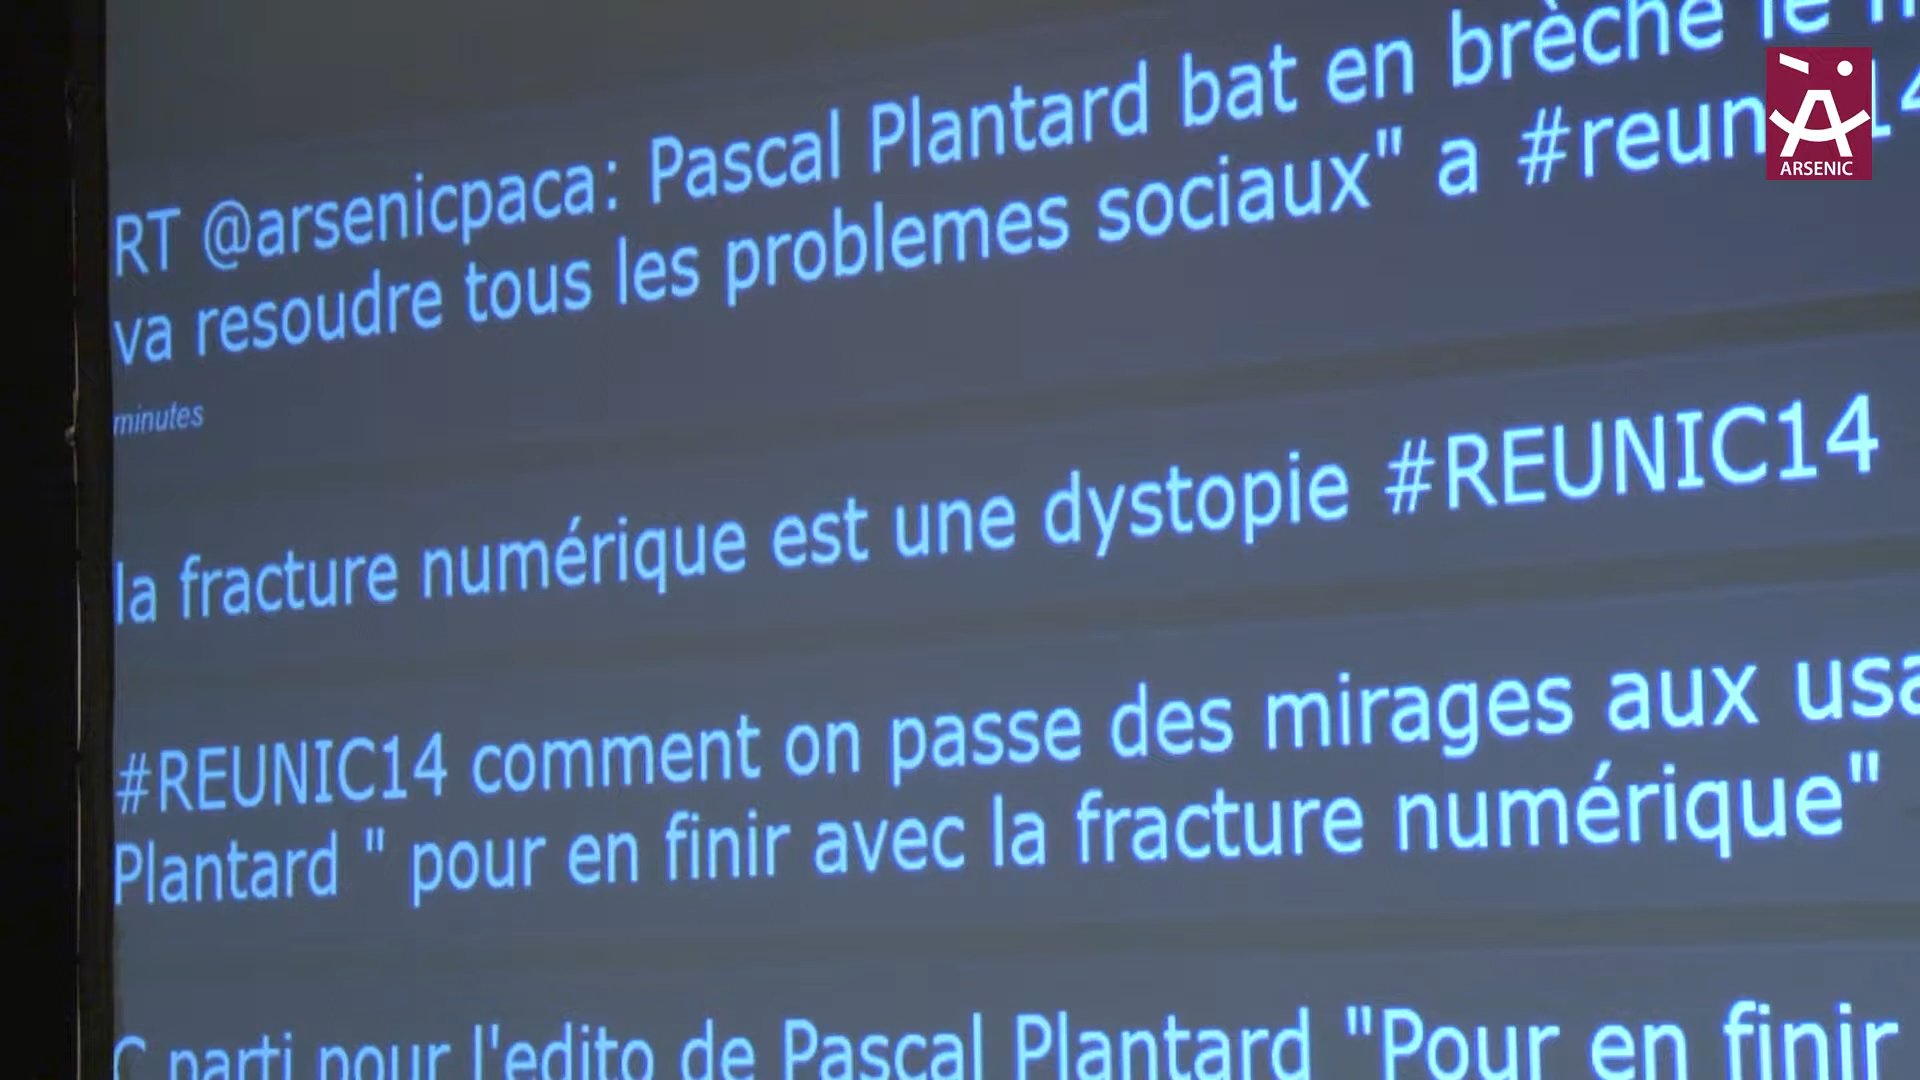 RT @arsenicpaca: Pascal Plantard bat en brèche le
va resoudre tous les problemes sociaux" a
minutes
la fracture numérique est une dystopie #REUNIC14
#REUNIC14 comment on passe des mirages aux
Plantard " pour en finir avec la fracture numérique"
C parti pour l'edito de Pascal Plantard "Pour en finir
ARSENIC